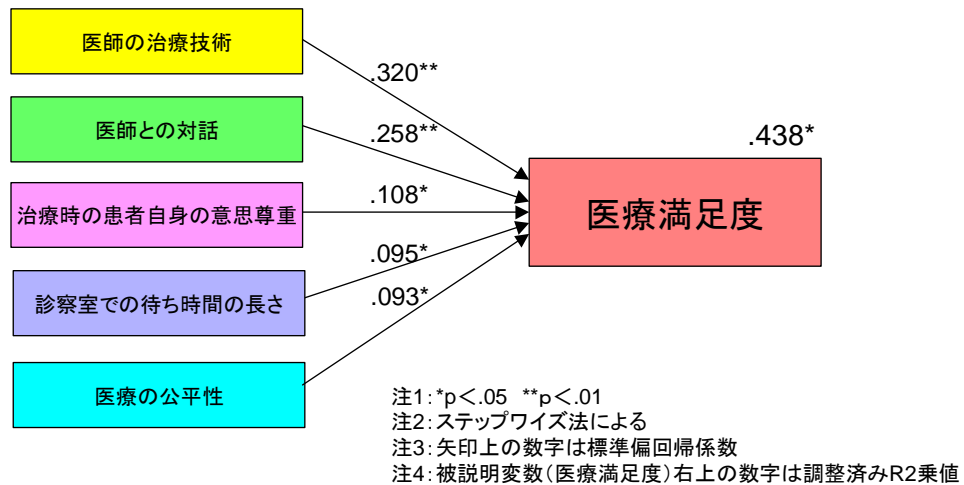 医師の治療技術
.320**
医師との対話
.258**
.438*
治療時の患者自身の意思尊重
.108*
医療満足度
診察室での待ち時間の長さ
.095*
.093*
医療の公平性
注1:*p<.05 **p<.01
注2:ステップワイズ法による
注3:矢印上の数字は標準偏回帰係数
注4:被説明変数(医療満足度)右上の数字は調整済みR2乗値